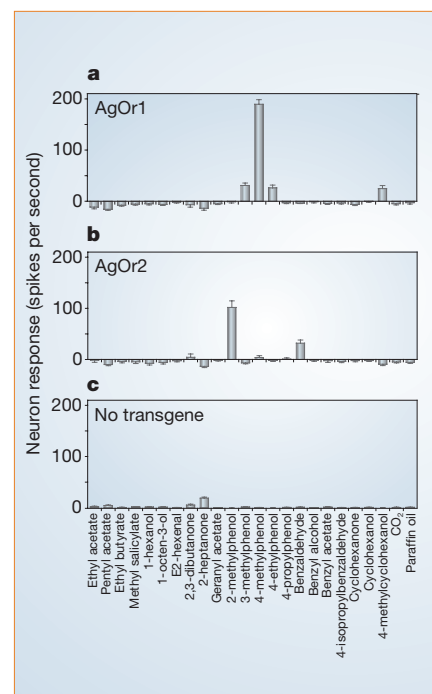 a
200
AgOr1
100
0
b
200
AgOr2
100
0
c
200
No transgene
100
0
Neuron response (spikes per second)
Ethyl acetate
Pentyl acetate
Ethyl butyrate
Methyl salicylate
1-hexanol
1-octen-3-ol
E2-hexenal
2,3-dibutanone
2-heptanone
Geranyl acetate
2-methylphenol
3-methylphenol
4-methylphenol
4-ethylphenol
4-propylphenol
Benzaldehyde
Benzyl alcohol
Benzyl acetate
4-isopropylbenzaldehyde
Cyclohexanone
Cyclohexanol
4-methylcyclohexanol
CO2
Paraffin oil